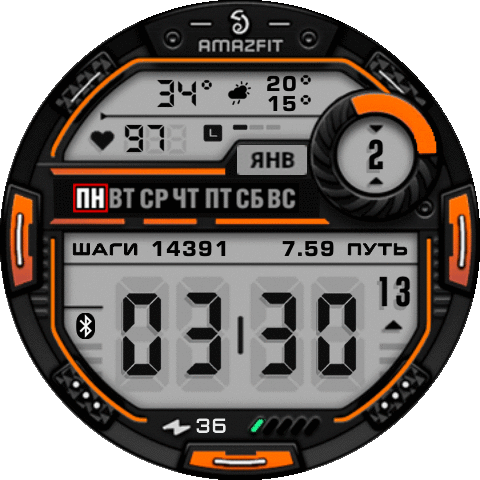 AMAZFIT
34° 20°
15°
97 L
ЯНВ 2
ПН ВТ СР ЧТ ПТ СБ ВС
ШАГИ 14391 7.59 ПУТЬ
03 30 13
36